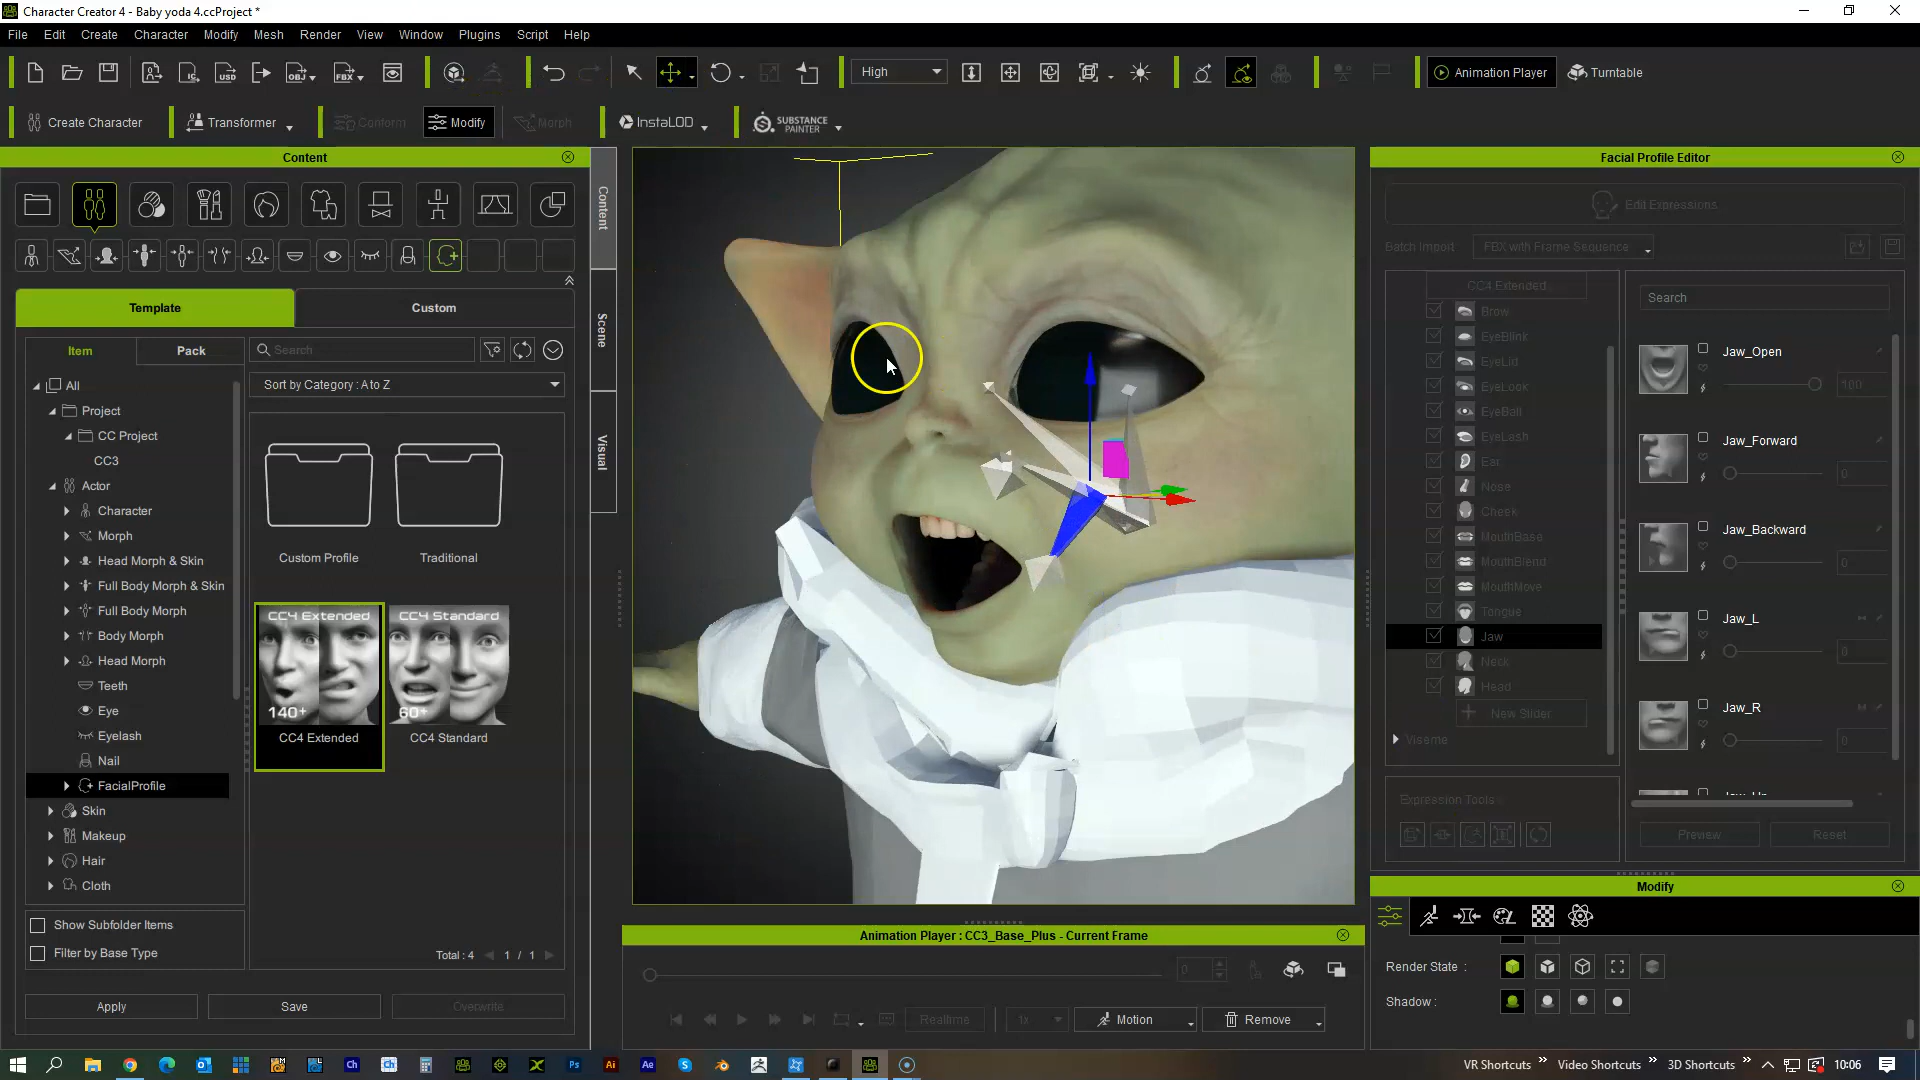 Character Creator 4 - Baby yoda 4.ccProject *
File Edit Create Character Modify Mesh Render View Window Plugins Script Help
High
Animation Player
Turntable
Create Character
Transformer
Conform
Modify
Morph
InstaLOD
SUBSTANCE PAINTER
Content
Template
Custom
Item
Pack
Search
Sort by Category : A to Z
All
Project
CC Project
CC3
Actor
Character
Morph
Head Morph & Skin
Full Body Morph & Skin
Full Body Morph
Body Morph
Head Morph
Teeth
Eye
Eyelash
Nail
FacialProfile
Skin
Makeup
Hair
Cloth
Show Subfolder Items
Filter by Base Type
Custom Profile
Traditional
CC4 Extended
140+
CC4 Extended
CC4 Standard
60+
CC4 Standard
Total : 4
1 / 1
Apply
Save
Overwrite
Content
Scene
Visual
Animation Player : CC3_Base_Plus - Current Frame
0
Realtime
1x
Motion
Remove
Facial Profile Editor
Edit Expressions
Batch Import
FBX with Frame Sequence
CC4 Extended
Brow
EyeBlink
EyeLid
EyeLook
EyeBall
EyeLash
Ear
Nose
Cheek
MouthBase
MouthBlend
MouthMove
Tongue
Jaw
Neck
Head
New Slider
Viseme
Expression Tools
Search
Jaw_Open
100
Jaw_Forward
0
Jaw_Backward
0
Jaw_L
0
Jaw_R
0
Preview
Reset
Modify
Render State :
Shadow :
VR Shortcuts
Video Shortcuts
3D Shortcuts
10:06